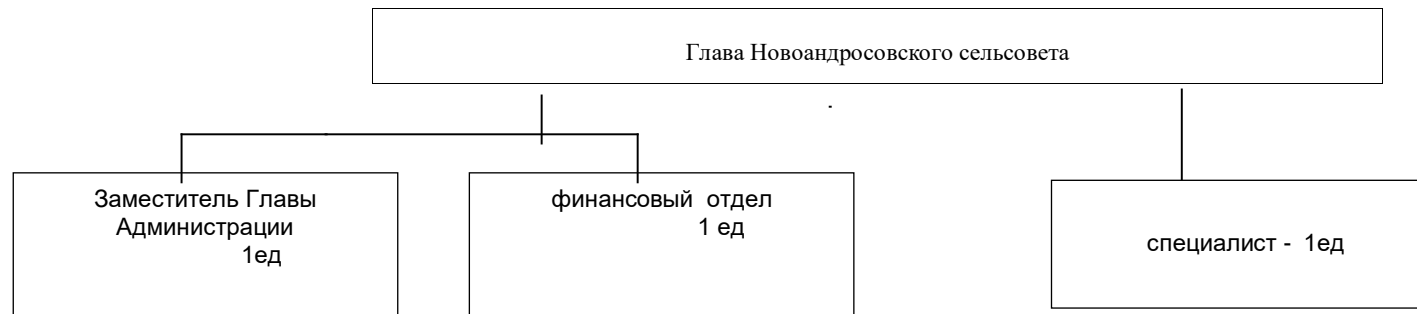 Глава Новоандросовского сельсовета
Заместитель Главы
Администрации
1ед
финансовый отдел
1 ед
специалист - 1ед